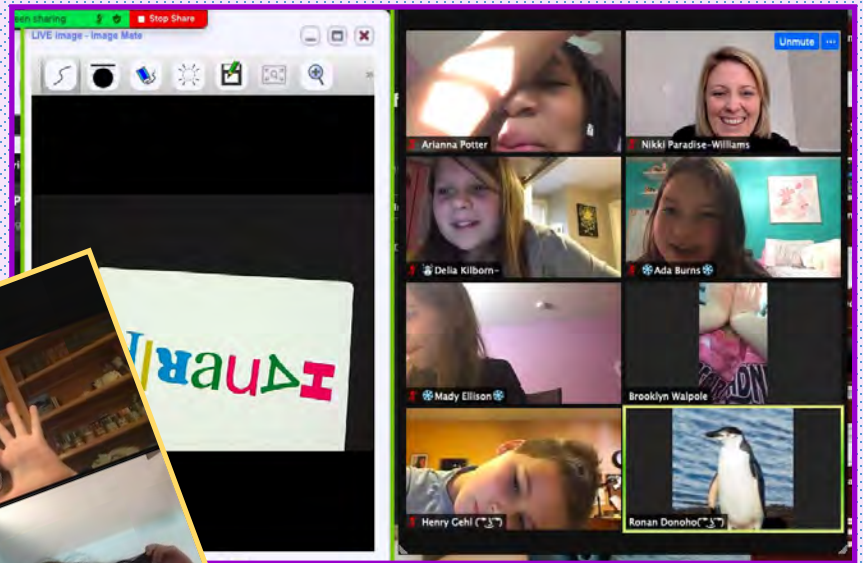 sharing Stop Share
LIVE image - Image Mate
Unmute
Arianna Potter
Nikki Paradise-Williams
Delia Kilborn-
❄Ada Burns❄
❄Mady Ellison❄
Brooklyn Walpole
Henry Gehl
Ronan Donoho